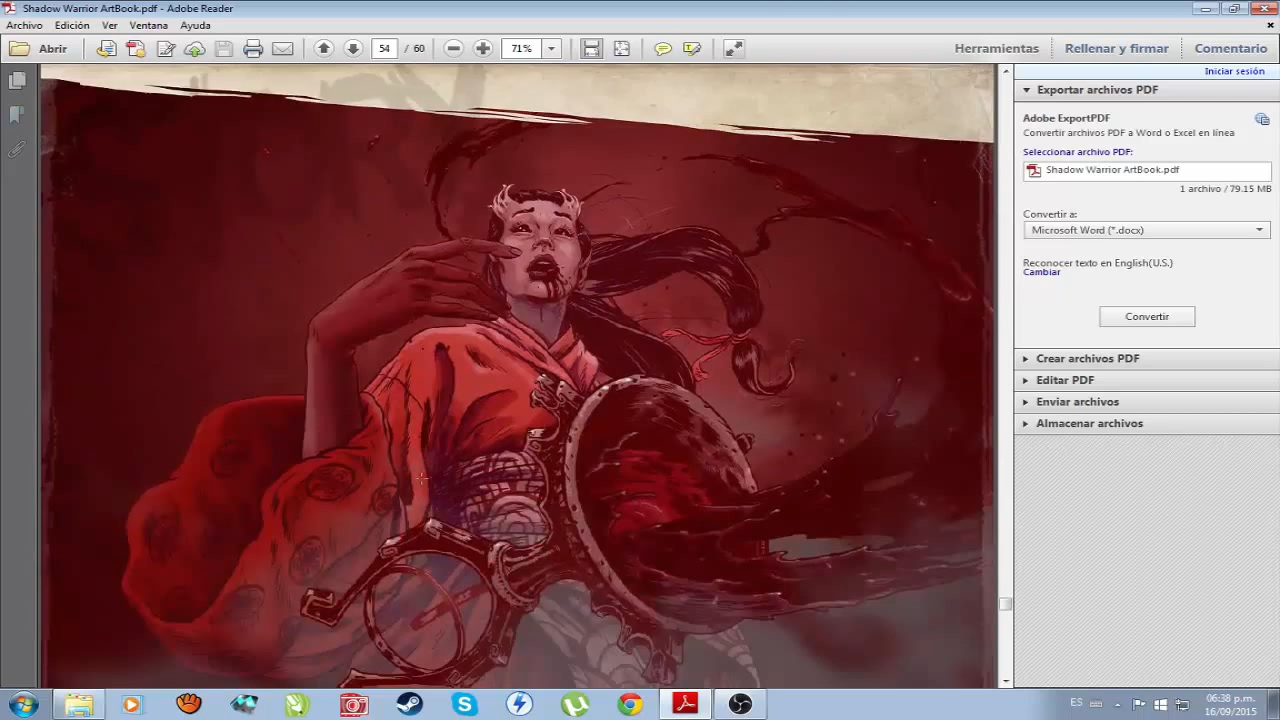 Shadow Warrior ArtBook.pdf - Adobe Reader
Archivo Edición Ver Ventana Ayuda
Abrir 54 / 60 71% Herramientas Rellenar y firmar Comentario
Iniciar sesión
Exportar archivos PDF
Adobe ExportPDF
Convertir archivos PDF a Word o Excel en línea
Seleccionar archivo PDF:
Shadow Warrior ArtBook.pdf
1 archivo / 79.15 MB
Convertir a:
Microsoft Word (*.docx)
Reconocer texto en English(U.S.)
Cambiar
Convertir
Crear archivos PDF
Editar PDF
Enviar archivos
Almacenar archivos
ES 06:38 p.m.
16/09/2015